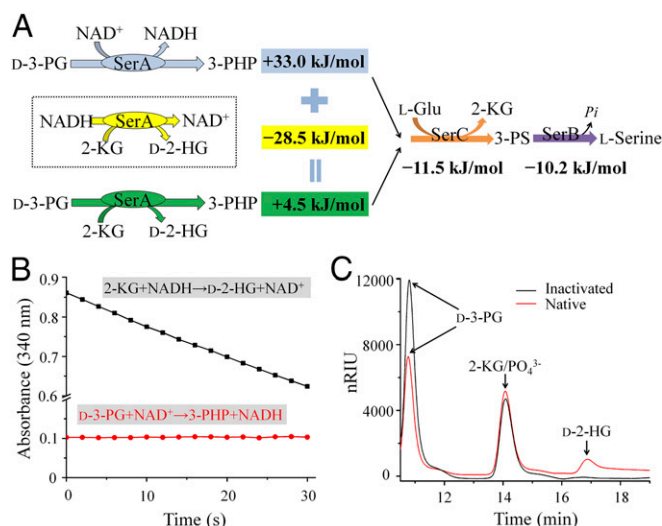 A
NAD⁺ NADH
D-3-PG SerA 3-PHP +33.0 kJ/mol
NADH SerA NAD⁺ −28.5 kJ/mol
2-KG D-2-HG
D-3-PG SerA 3-PHP +4.5 kJ/mol
2-KG D-2-HG
L-Glu 2-KG Pi
SerC 3-PS SerB L-Serine
−11.5 kJ/mol −10.2 kJ/mol
B
2-KG+NADH→D-2-HG+NAD⁺
D-3-PG+NAD⁺→3-PHP+NADH
Absorbance (340 nm)
0.9
0.8
0.7
0.6
0.2
0.1
0.0
0 10 20 30
Time (s)
C
Inactivated
Native
D-3-PG
2-KG/PO₄³⁻
D-2-HG
nRIU
12000
8000
4000
0
12 14 16 18
Time (min)